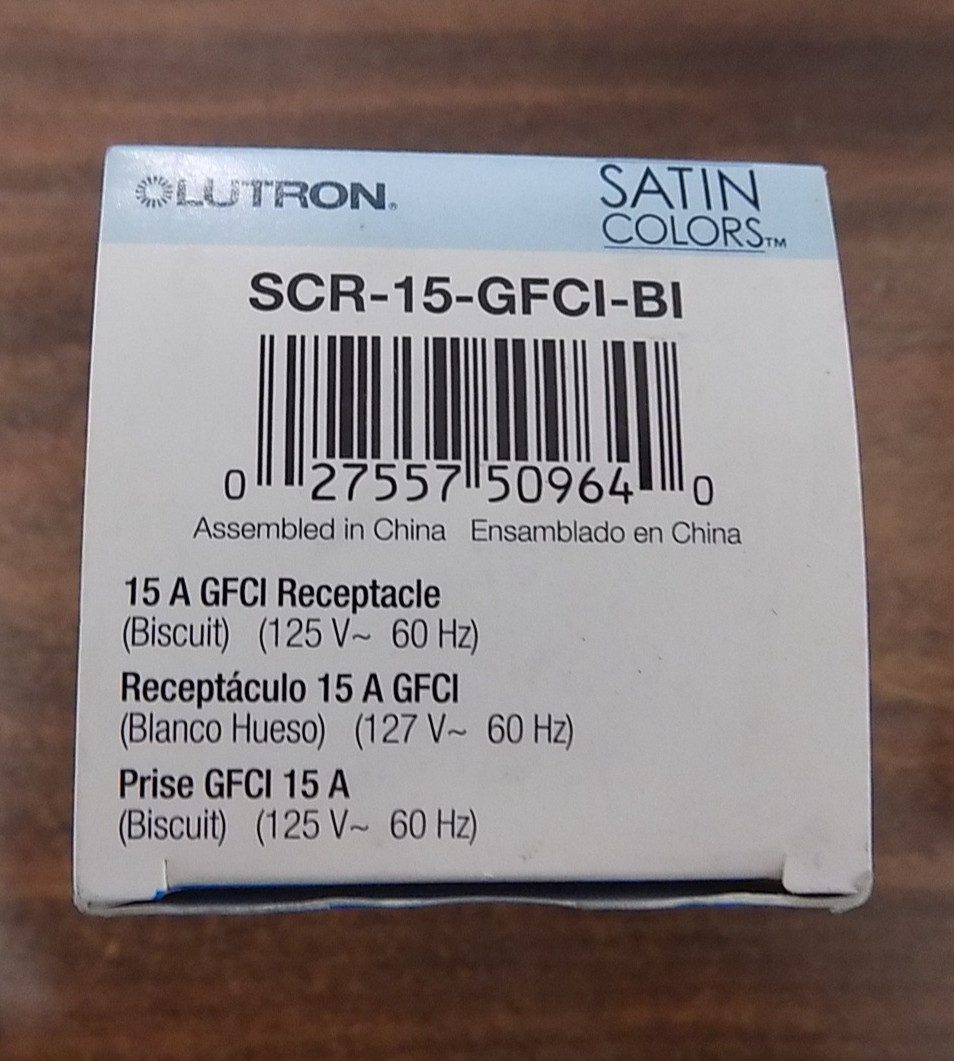 LUTRON®
SATIN
COLORS™
SCR-15-GFCI-BI
0 27557 50964 0
Assembled in China Ensamblado en China
15 A GFCI Receptacle
(Biscuit) (125 V~ 60 Hz)
Receptáculo 15 A GFCI
(Blanco Hueso) (127 V~ 60 Hz)
Prise GFCI 15 A
(Biscuit) (125 V~ 60 Hz)